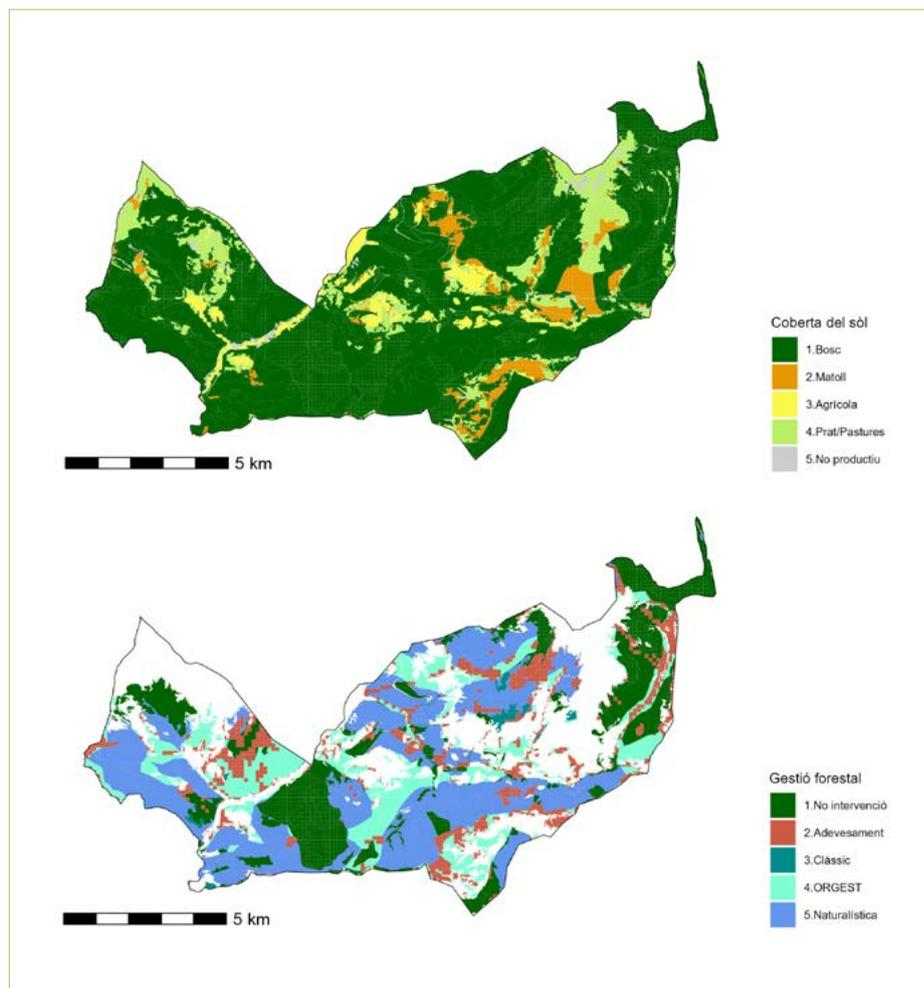 Coberta del sòl
1.Bosc
2.Matoll
3.Agrícola
4.Prat/Pastures
5.No productiu
5 km
Gestió forestal
1.No intervenció
2.Adevesament
3.Clàssic
4.ORGEST
5.Naturalística
5 km